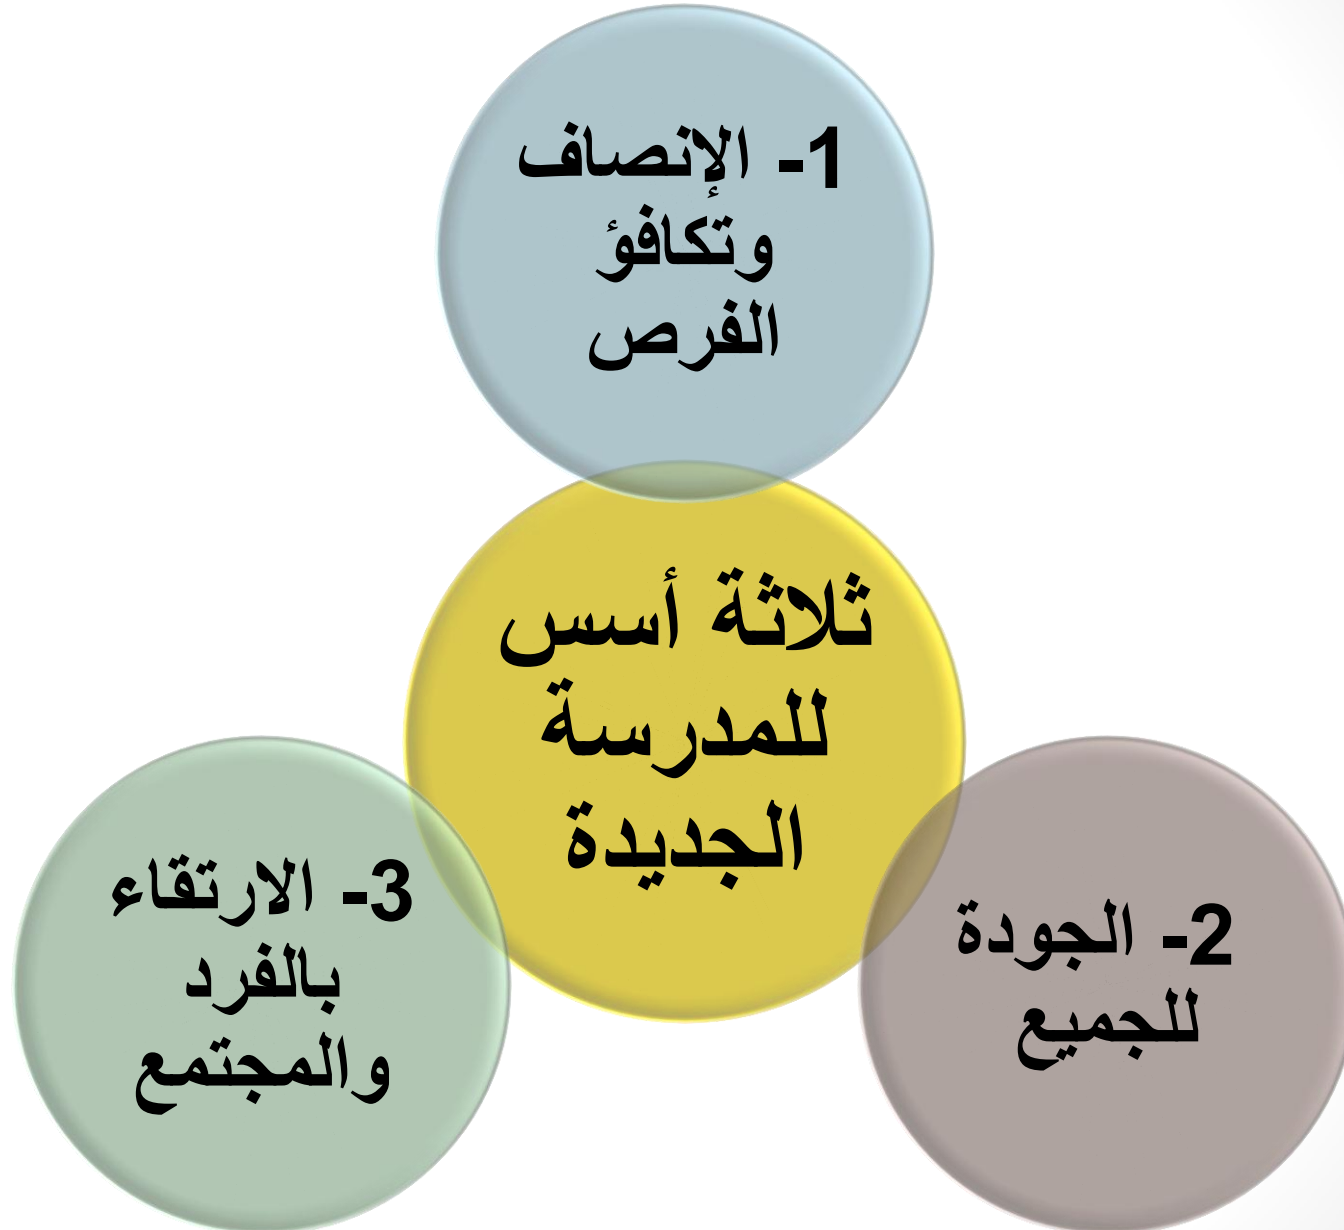 1- الإنصاف
وتكافؤ
الفرص
ثلاثة أسس
للمدرسة
الجديدة
2- الجودة
للجميع
3- الارتقاء
بالفرد
والمجتمع